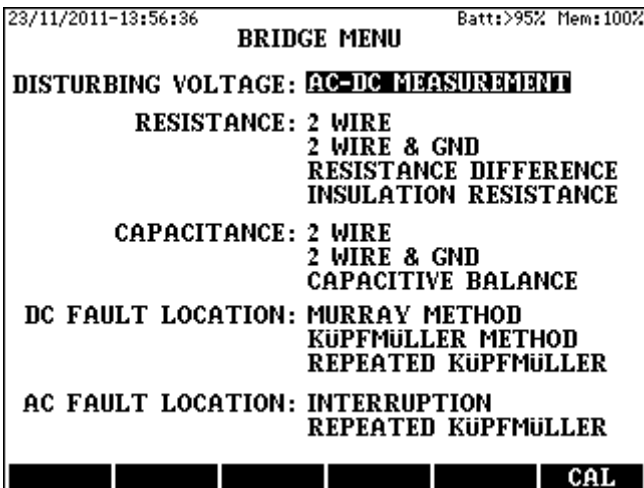 23/11/2011-13:56:36 Batt:>95% Mem:100%
BRIDGE MENU
DISTURBING VOLTAGE: AC-DC MEASUREMENT
RESISTANCE: 2 WIRE
2 WIRE & GND
RESISTANCE DIFFERENCE
INSULATION RESISTANCE
CAPACITANCE: 2 WIRE
2 WIRE & GND
CAPACITIVE BALANCE
DC FAULT LOCATION: MURRAY METHOD
KüPFMüLLER METHOD
REPEATED KüPFMüLLER
AC FAULT LOCATION: INTERRUPTION
REPEATED KüPFMüLLER
CAL